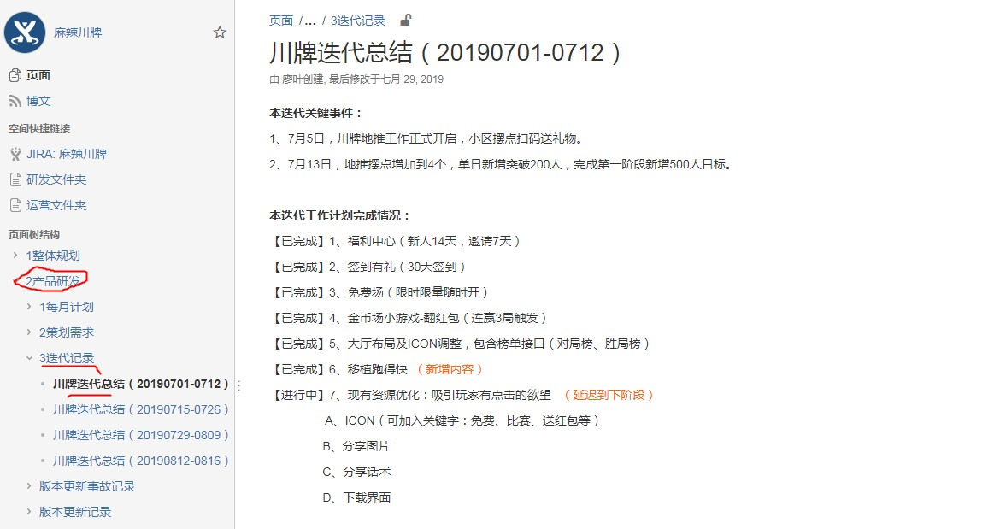 麻辣川牌
页面
博文
空间快捷链接
JIRA: 麻辣川牌
研发文件夹
运营文件夹
页面树结构
1整体规划
2产品研发
1每月计划
2策划需求
3迭代记录
川牌迭代总结（20190701-0712）
川牌迭代总结（20190715-0726）
川牌迭代总结（20190729-0809）
川牌迭代总结（20190812-0816）
版本更新事故记录
版本更新记录
页面 /... / 3迭代记录
川牌迭代总结（20190701-0712）
由 廖叶创建, 最后修改于七月 29, 2019
本迭代关键事件：
1、7月5日，川牌地推工作正式开启，小区摆点扫码送礼物。
2、7月13日，地推摆点增加到4个，单日新增突破200人，完成第一阶段新增500人目标。
本迭代工作计划完成情况：
【已完成】1、福利中心（新人14天，邀请7天）
【已完成】2、签到有礼（30天签到）
【已完成】3、免费场（限时限量随时开）
【已完成】4、金币场小游戏-翻红包（连赢3局触发）
【已完成】5、大厅布局及ICON调整，包含榜单接口（对局榜、胜局榜）
【已完成】6、移植跑得快 （新增内容）
【进行中】7、现有资源优化：吸引玩家有点击的欲望 （延迟到下阶段）
A、ICON（可加入关键字：免费、比赛、送红包等）
B、分享图片
C、分享话术
D、下载界面